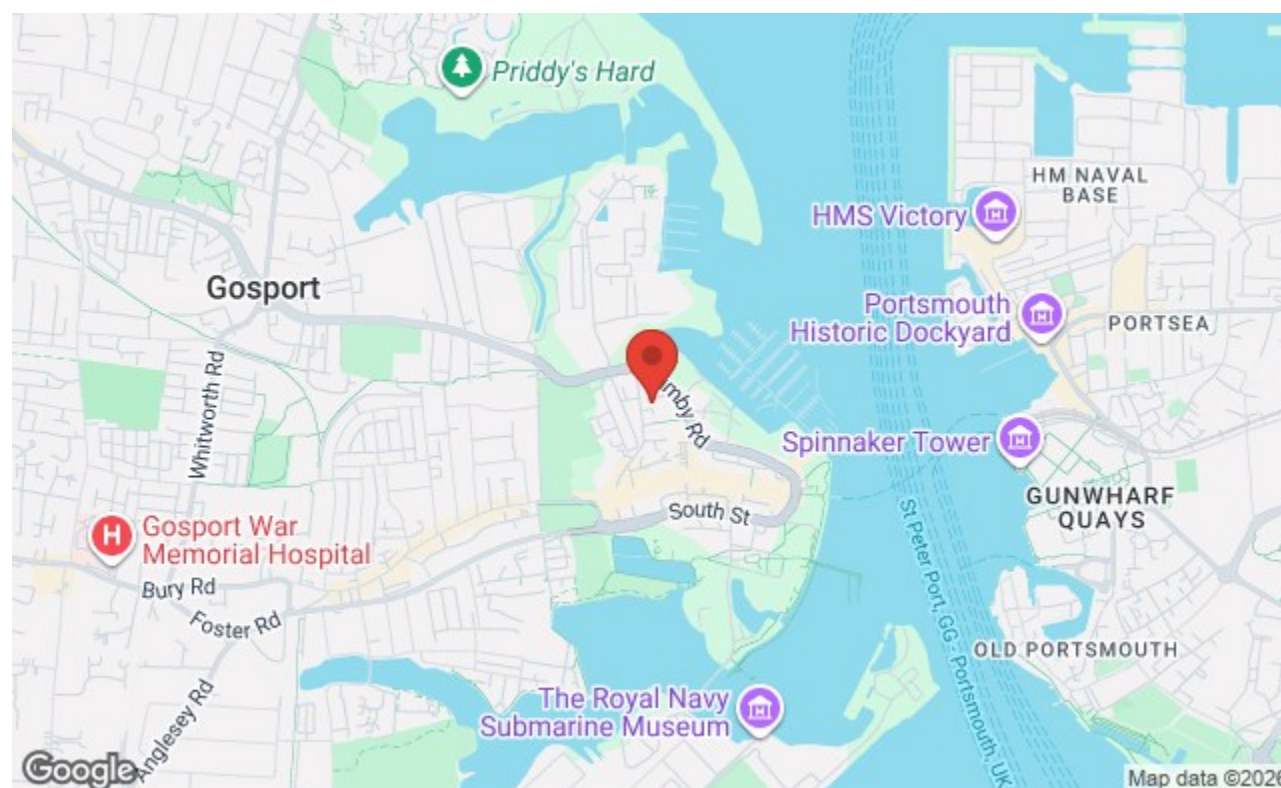 Priddy's Hard
HM NAVAL
BASE
HMS Victory
Gosport
Portsmouth
Historic Dockyard
PORTSEA
Whitworth Rd
Spinnaker Tower
GUNWHARF
QUAYS
South St
Gosport War
Memorial Hospital
H
Bury Rd
Foster Rd
St Peter Port, GG - Portsmouth, UK
OLD PORTSMOUTH
The Royal Navy
Submarine Museum
Anglesey Rd
Google
Map data ©2026